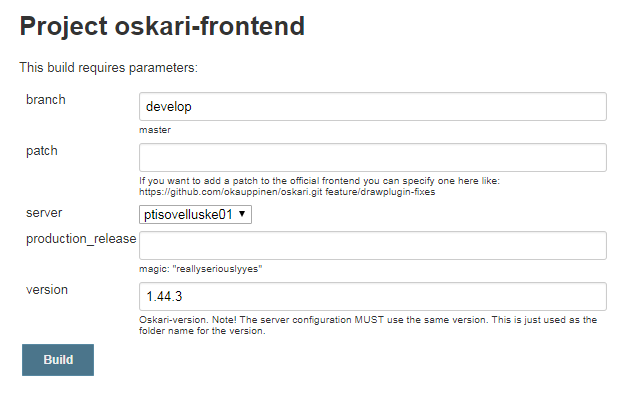 Project oskari-frontend
This build requires parameters:
branch
develop
master
patch
If you want to add a patch to the official frontend you can specify one here like:
https://github.com/okauppinen/oskari.git feature/drawplugin-fixes
server
ptisovelluske01
production_release
magic: "reallyseriouslyyes"
version
1.44.3
Oskari-version. Note! The server configuration MUST use the same version. This is just used as the
folder name for the version.
Build